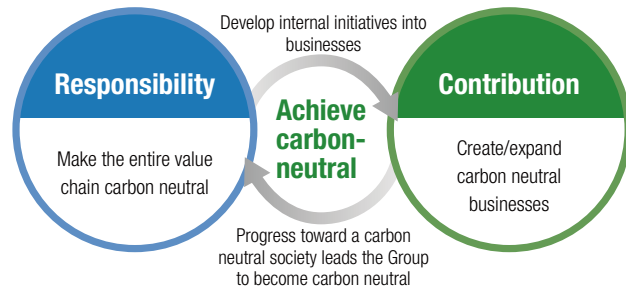 Develop internal initiatives into
businesses
Responsibility
Make the entire value
chain carbon neutral
Achieve
carbon-
neutral
Contribution
Create/expand
carbon neutral
businesses
Progress toward a carbon
neutral society leads the Group
to become carbon neutral